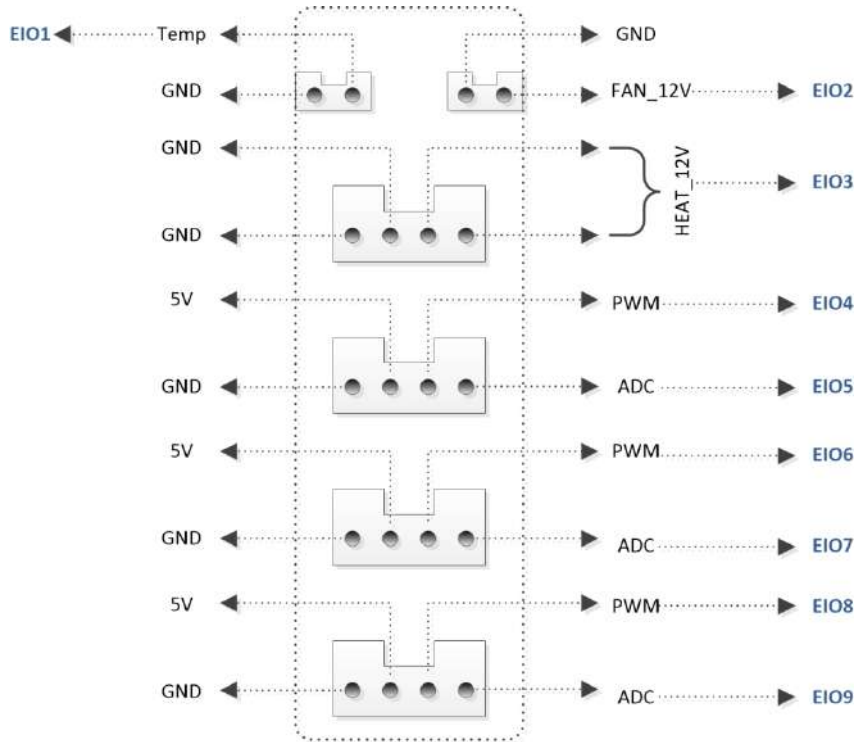 EIO1 Temp GND
GND FAN_12V EIO2
GND
HEAT_12V EIO3
GND
5V PWM EIO4
GND ADC EIO5
5V PWM EIO6
GND ADC EIO7
5V PWM EIO8
GND ADC EIO9